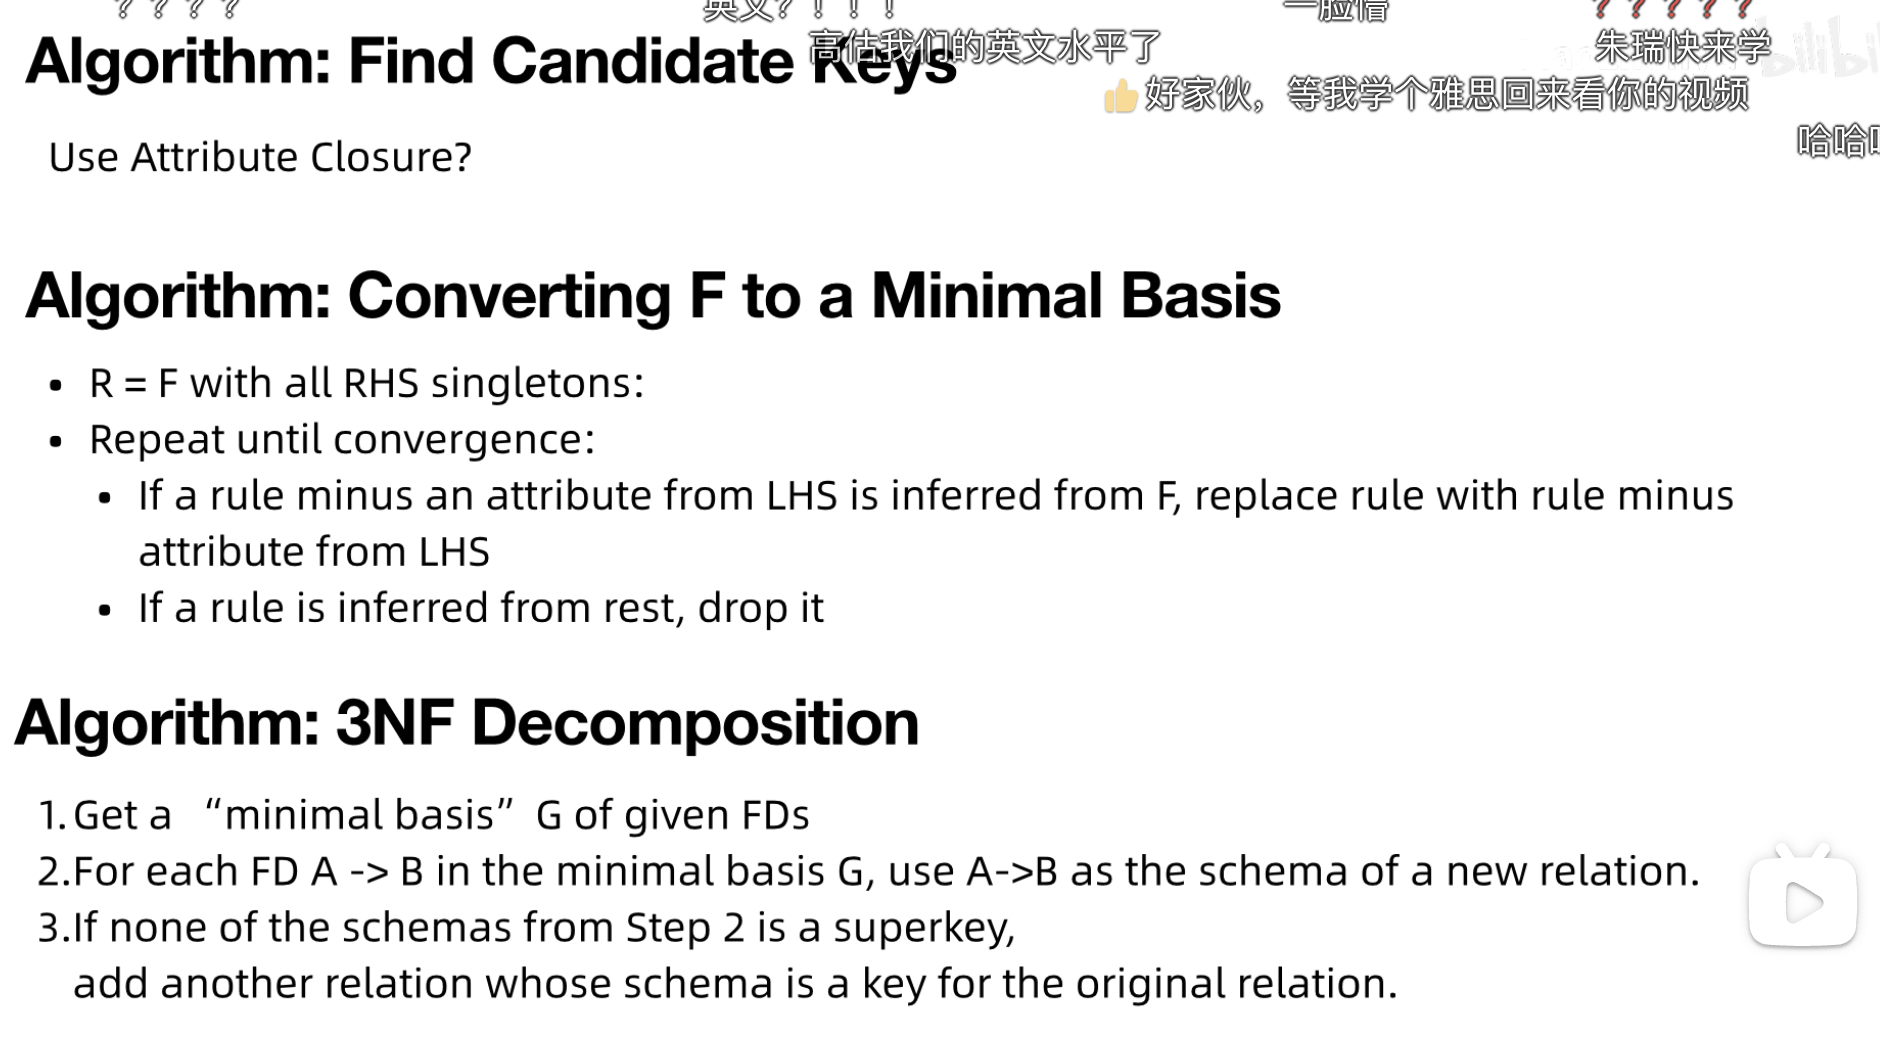 ？？？？
英文？！！！
一脸懵
？？？？？
Algorithm: Find Candidate Keys
高估我们的英文水平了
朱瑞快来学
bilibili
👍好家伙，等我学个雅思回来看你的视频
哈哈
Use Attribute Closure?
Algorithm: Converting F to a Minimal Basis
• R = F with all RHS singletons:
• Repeat until convergence:
• If a rule minus an attribute from LHS is inferred from F, replace rule with rule minus
attribute from LHS
• If a rule is inferred from rest, drop it
Algorithm: 3NF Decomposition
1.Get a “minimal basis” G of given FDs
2.For each FD A -> B in the minimal basis G, use A->B as the schema of a new relation.
3.If none of the schemas from Step 2 is a superkey,
add another relation whose schema is a key for the original relation.